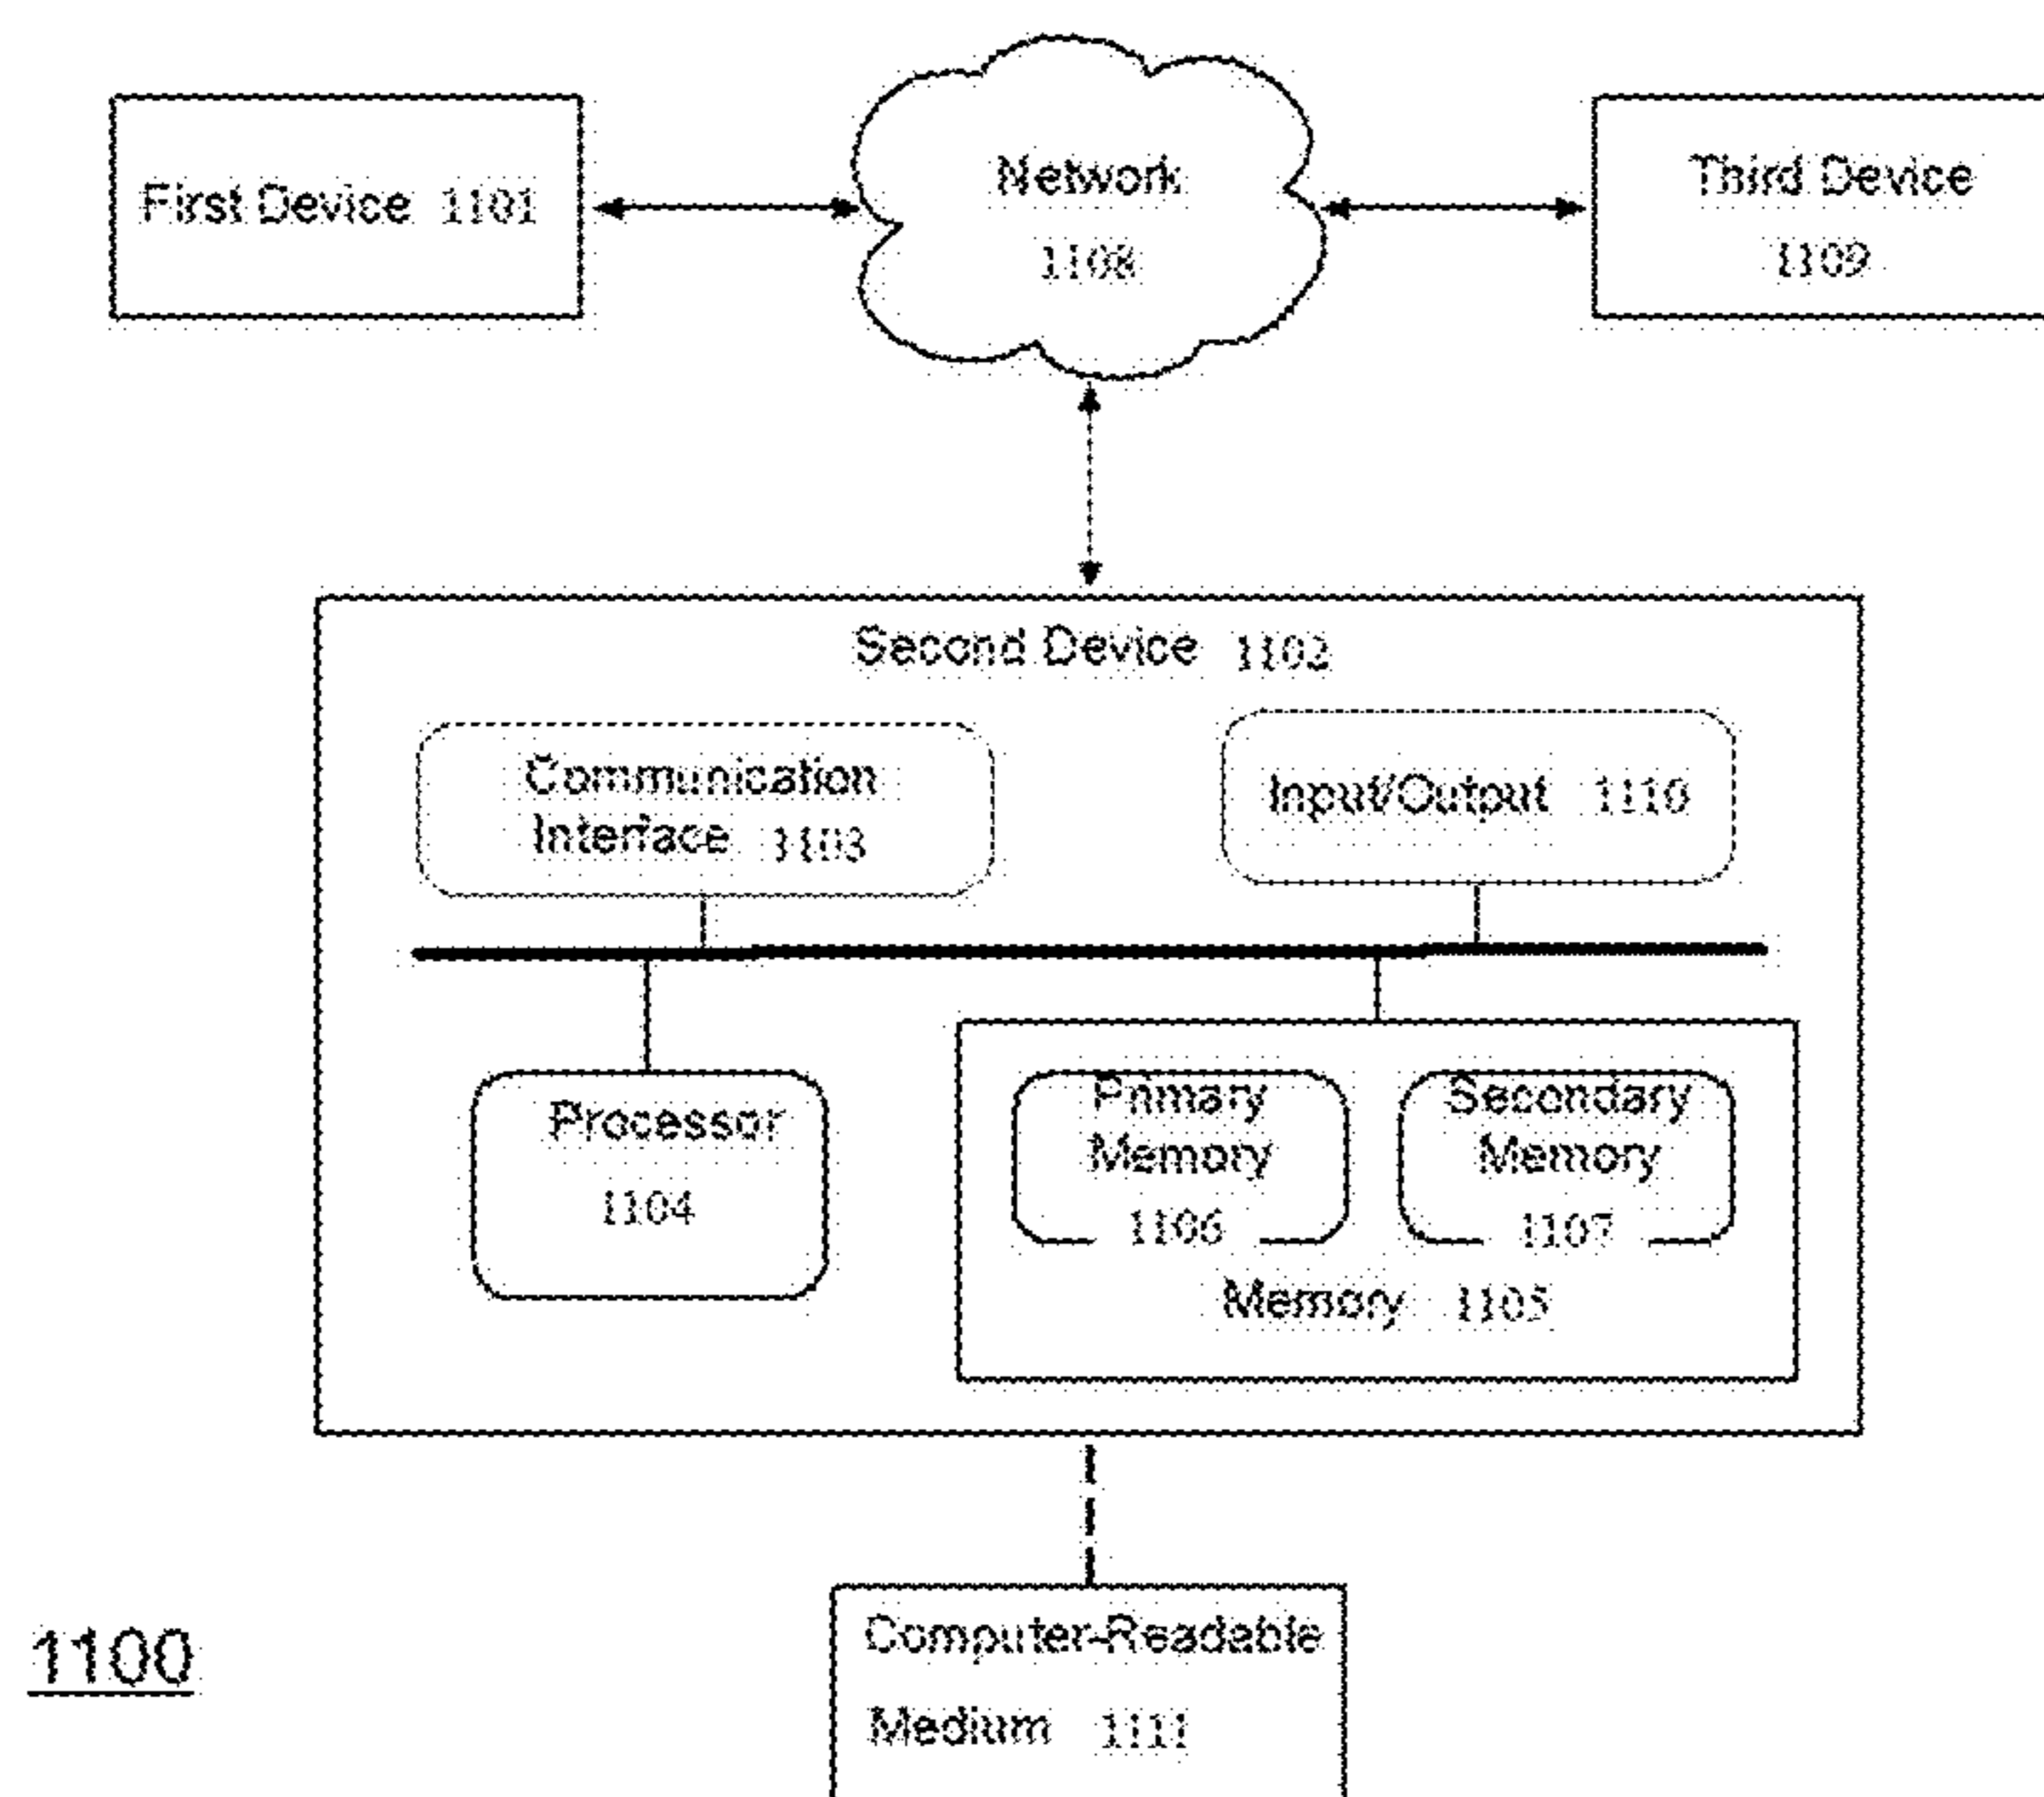 First Device 1101
Network
1108
Third Device
1109
Second Device 1102
Communication
Interface 1103
Input/Output 1110
Processor
1104
Primary
Memory
1106
Secondary
Memory
1107
Memory 1105
Computer-Readable
Medium 1111
1100